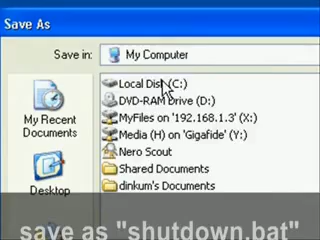 Save As
Save in: My Computer
Local Disk (C:)
DVD-RAM Drive (D:)
MyFiles on '192.168.1.3' (X:)
Media (H) on 'Gigafide' (Y:)
Nero Scout
Shared Documents
dinkum's Documents
My Recent
Documents
Desktop
save as "shutdown.bat"